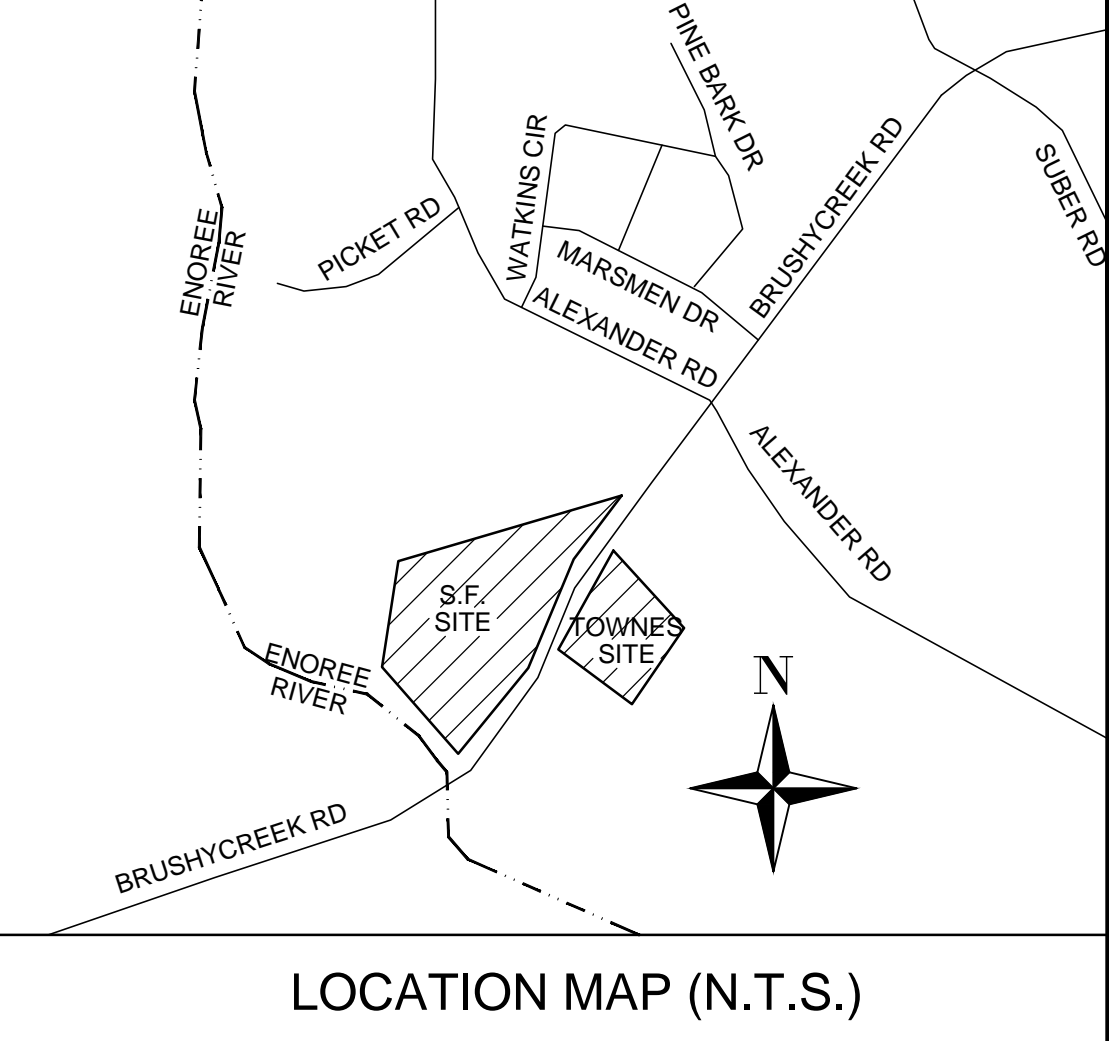 PINE BARK DR
WATKINS CIR
BRUSHYCREEK RD
SUBER RD
PICKET RD
ENOREE
RIVER
MARSMEN DR
ALEXANDER RD
ALEXANDER RD
S.F.
SITE
TOWNES
SITE
ENOREE
RIVER
N
BRUSHYCREEK RD
LOCATION MAP (N.T.S.)